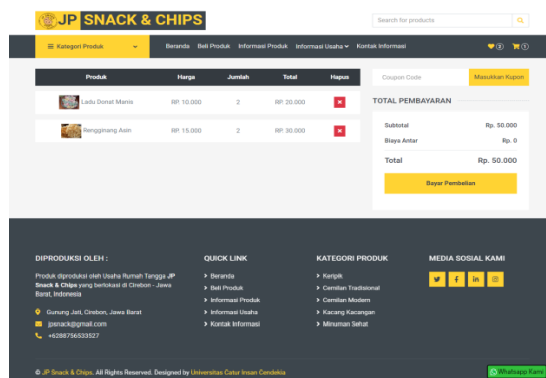 JP SNACK & CHIPS
Search for products
Kategori Produk
Beranda Beli Produk Informasi Produk Informasi Usaha Kontak Informasi
Produk Harga Jumlah Total Hapus
Ladu Donat Manis RP. 10.000 2 RP. 20.000
Rengginang Asin RP. 15.000 2 RP. 30.000
Coupon Code Masukkan Kupon
TOTAL PEMBAYARAN
Subtotal Rp. 50.000
Biaya Antar Rp. 0
Total Rp. 50.000
Bayar Pembelian
DIPRODUKSI OLEH :
Produk diproduksi oleh Usaha Rumah Tangga JP
Snack & Chips yang berlokasi di Cirebon - Jawa
Barat, Indonesia
Gunung Jati, Cirebon, Jawa Barat
jpsnack@gmail.com
+6288756533527
QUICK LINK
Beranda
Beli Produk
Informasi Produk
Informasi Usaha
Kontak Informasi
KATEGORI PRODUK
Keripik
Cemilan Tradisional
Cemilan Modern
Kacang Kacangan
Minuman Sehat
MEDIA SOSIAL KAMI
© JP Snack & Chips. All Rights Reserved. Designed by Universitas Catur Insan Cendekia
Whatsapp Kami